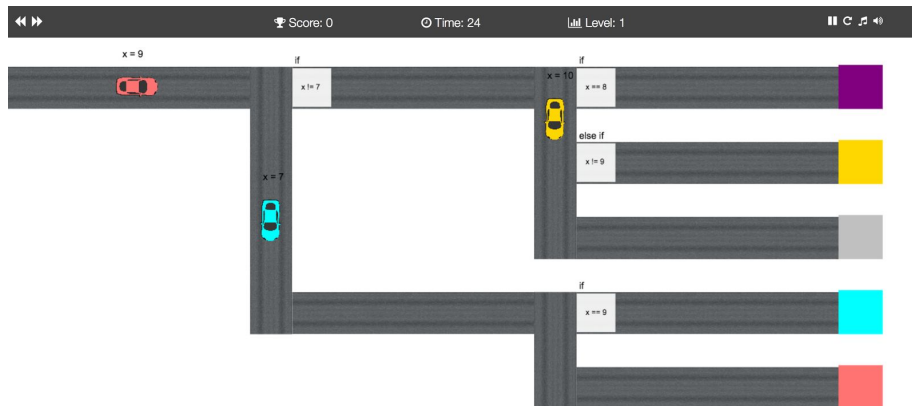 Score: 0 Time: 24 Level: 1
x = 9
if
x != 7
if
x = 10
x == 8
else if
x != 9
x = 7
if
x == 9